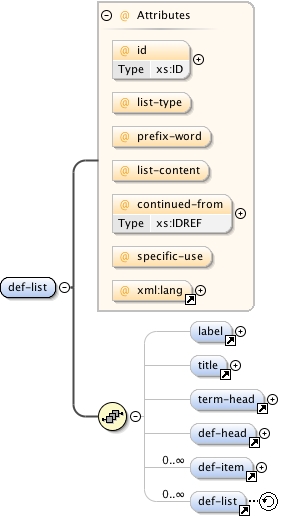 Attributes
@ id
Type xs:ID
@ list-type
@ prefix-word
@ list-content
@ continued-from
Type xs:IDREF
@ specific-use
@ xml:lang
def-list
label
title
term-head
def-head
0..∞ def-item
0..∞ def-list